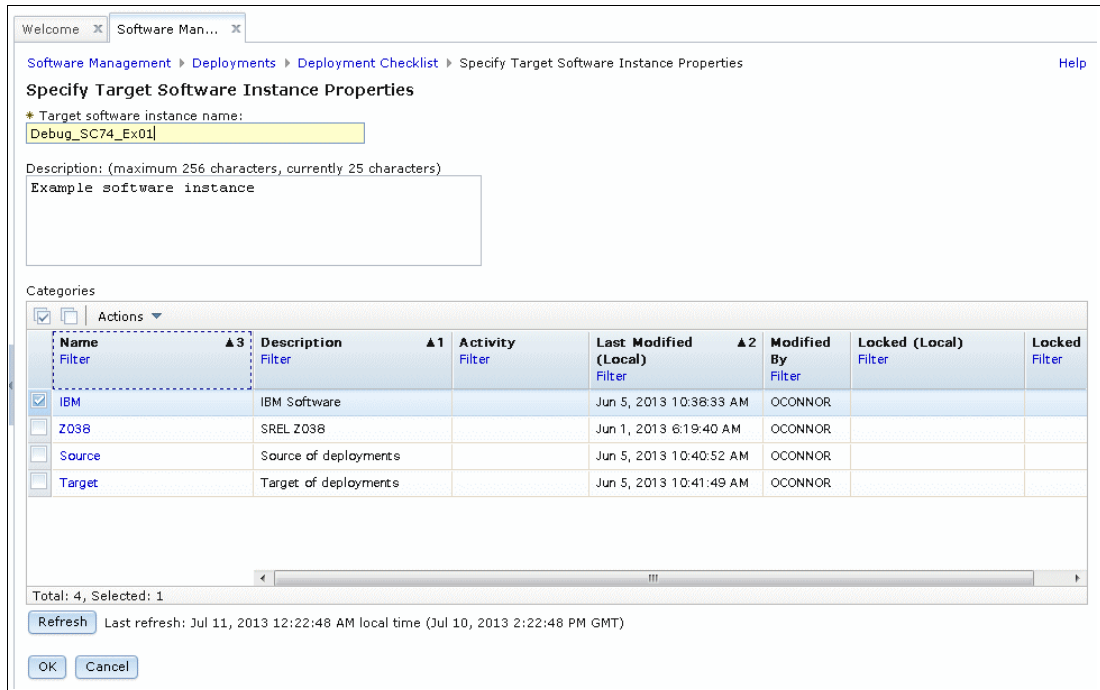 Welcome X Software Man... X
Software Management ▶ Deployments ▶ Deployment Checklist ▶ Specify Target Software Instance Properties Help
Specify Target Software Instance Properties
* Target software instance name:
Debug_SC74_Ex01
Description: (maximum 256 characters, currently 25 characters)
Example software instance
Categories
Actions ▼
Name ▲3 Description ▲1 Activity Last Modified (Local) ▲2 Modified By Locked (Local) Locked
Filter Filter Filter Filter Filter Filter Filter
IBM IBM Software Jun 5, 2013 10:38:33 AM OCONNOR
Z038 SREL Z038 Jun 1, 2013 6:19:40 AM OCONNOR
Source Source of deployments Jun 5, 2013 10:40:52 AM OCONNOR
Target Target of deployments Jun 5, 2013 10:41:49 AM OCONNOR
Total: 4, Selected: 1
Refresh Last refresh: Jul 11, 2013 12:22:48 AM local time (Jul 10, 2013 2:22:48 PM GMT)
OK Cancel